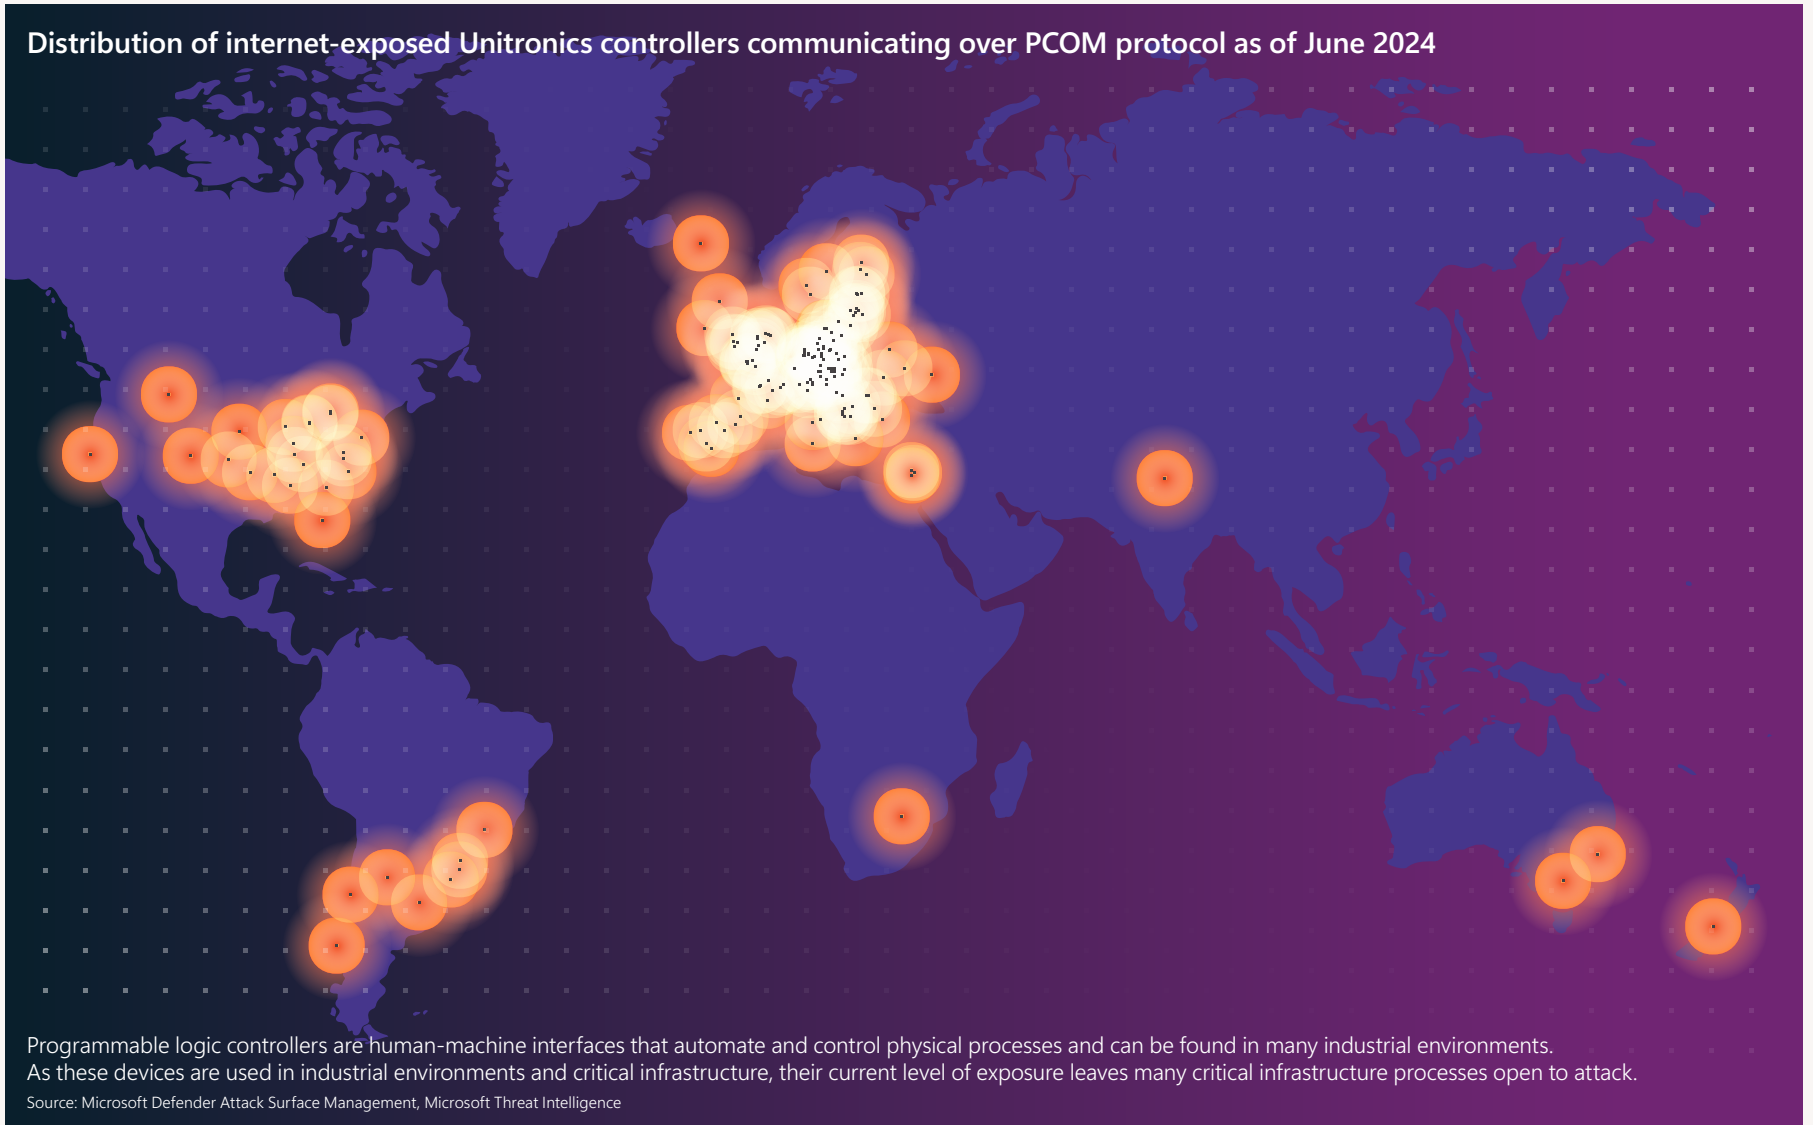 Distribution of internet-exposed Unitronics controllers communicating over PCOM protocol as of June 2024
Programmable logic controllers are human-machine interfaces that automate and control physical processes and can be found in many industrial environments.
As these devices are used in industrial environments and critical infrastructure, their current level of exposure leaves many critical infrastructure processes open to attack.
Source: Microsoft Defender Attack Surface Management, Microsoft Threat Intelligence